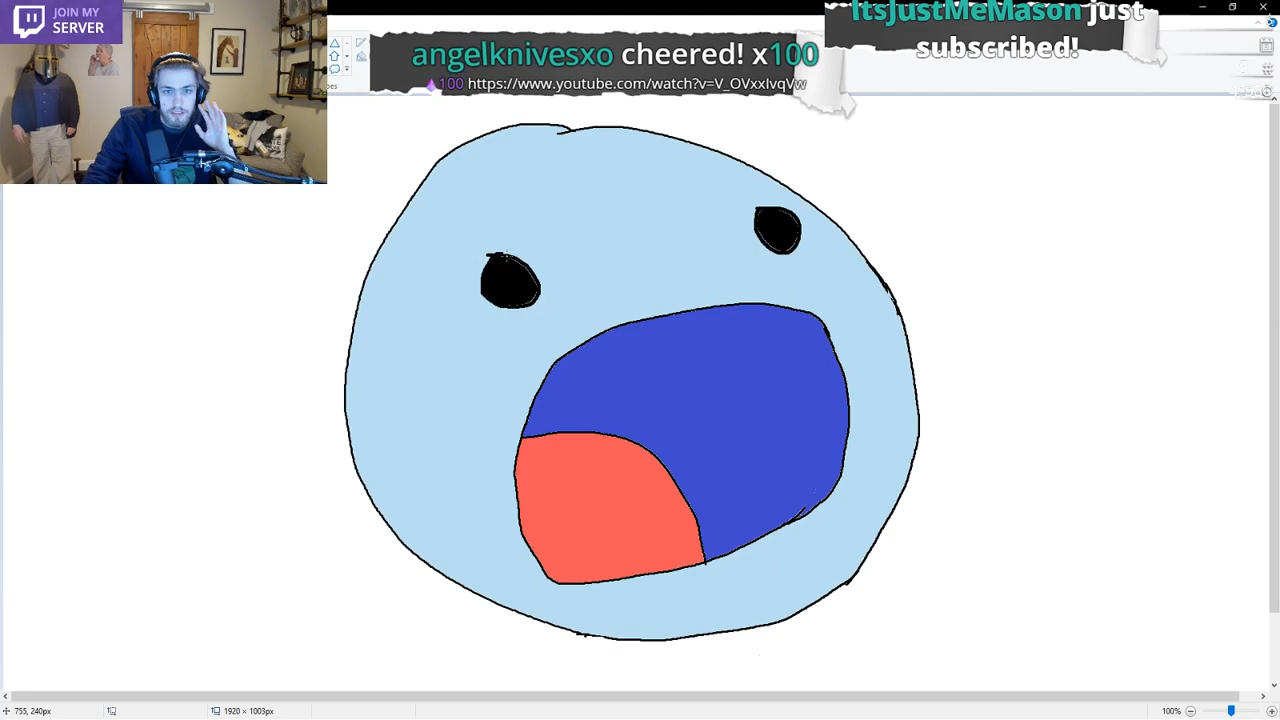 JOIN MY
SERVER
angelknivesxo cheered! x100
100 https://www.youtube.com/watch?v=V_OVxxIvqVw
ItsJustMeMason just
subscribed!
755, 240px
1920 × 1003px
100%